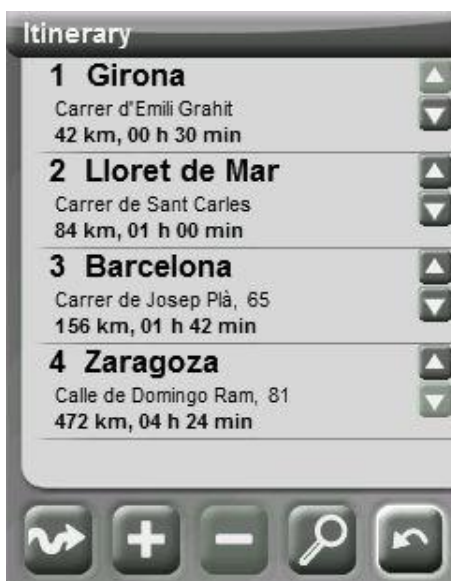 Itinerary
1 Girona
Carrer d'Emili Grahit
42 km, 00 h 30 min
2 Lloret de Mar
Carrer de Sant Carles
84 km, 01 h 00 min
3 Barcelona
Carrer de Josep Plà, 65
156 km, 01 h 42 min
4 Zaragoza
Calle de Domingo Ram, 81
472 km, 04 h 24 min